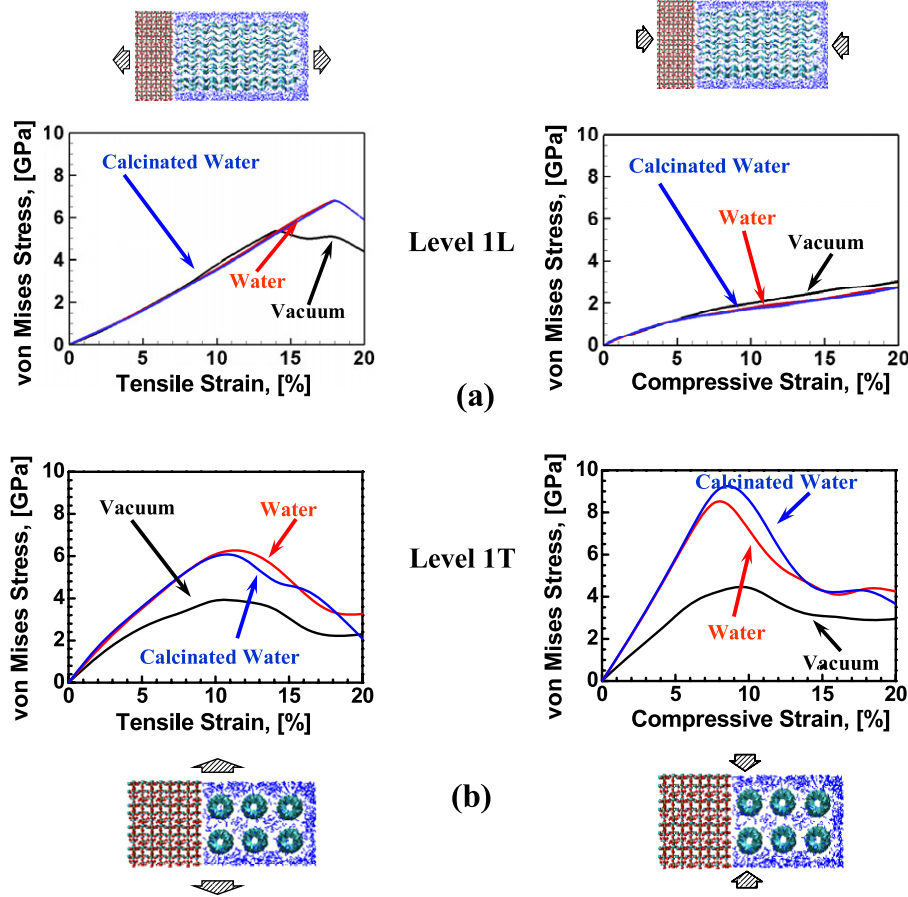 10
8
6
4
2
0
von Mises Stress, [GPa]
Calcinated Water
Water
Vacuum
0 5 10 15 20
Tensile Strain, [%]
Level 1L
10
8
6
4
2
0
von Mises Stress, [GPa]
Calcinated Water
Water
Vacuum
0 5 10 15 20
Compressive Strain, [%]
(a)
10
8
6
4
2
0
von Mises Stress, [GPa]
Vacuum
Water
Calcinated Water
0 5 10 15 20
Tensile Strain, [%]
Level 1T
10
8
6
4
2
0
von Mises Stress, [GPa]
Calcinated Water
Water
Vacuum
0 5 10 15 20
Compressive Strain, [%]
(b)